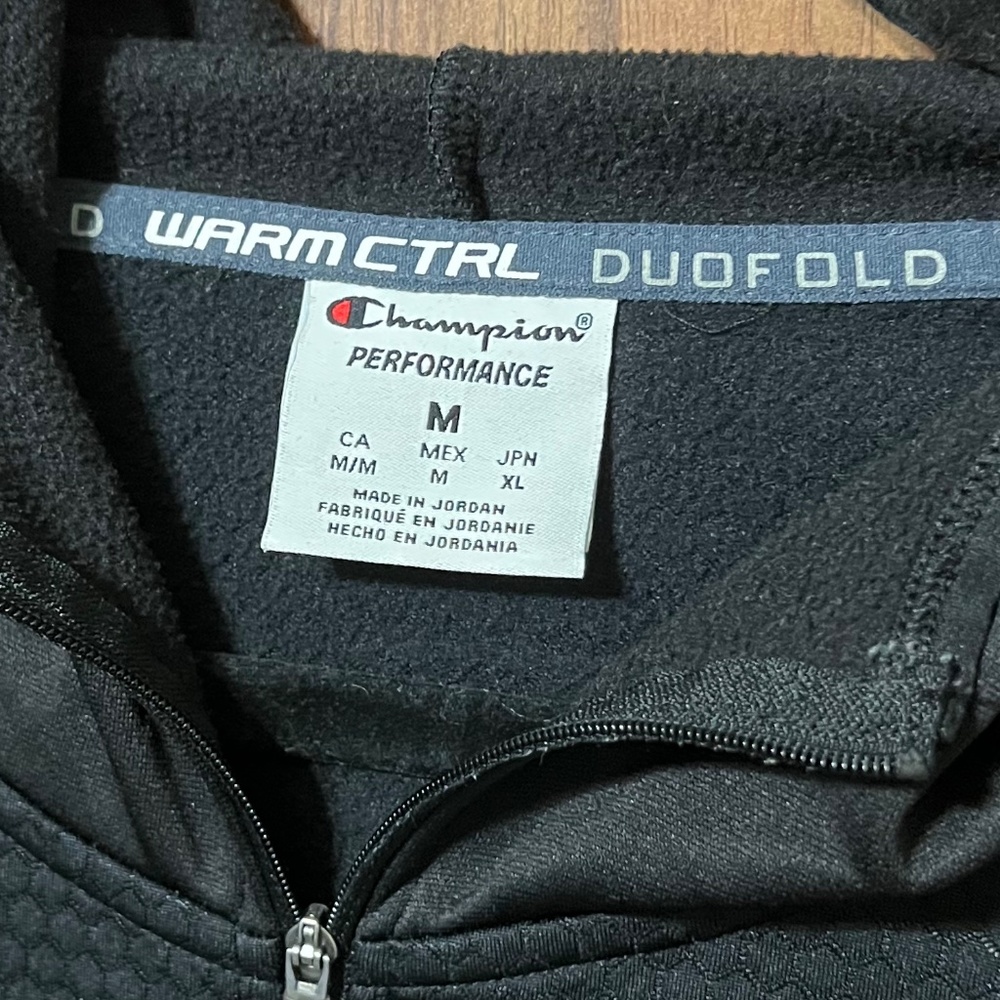 D WARM CTRL DUOFOLD
Champion®
PERFORMANCE
M
CA MEX JPN
M/M M XL
MADE IN JORDAN
FABRIQUÉ EN JORDANIE
HECHO EN JORDANIA